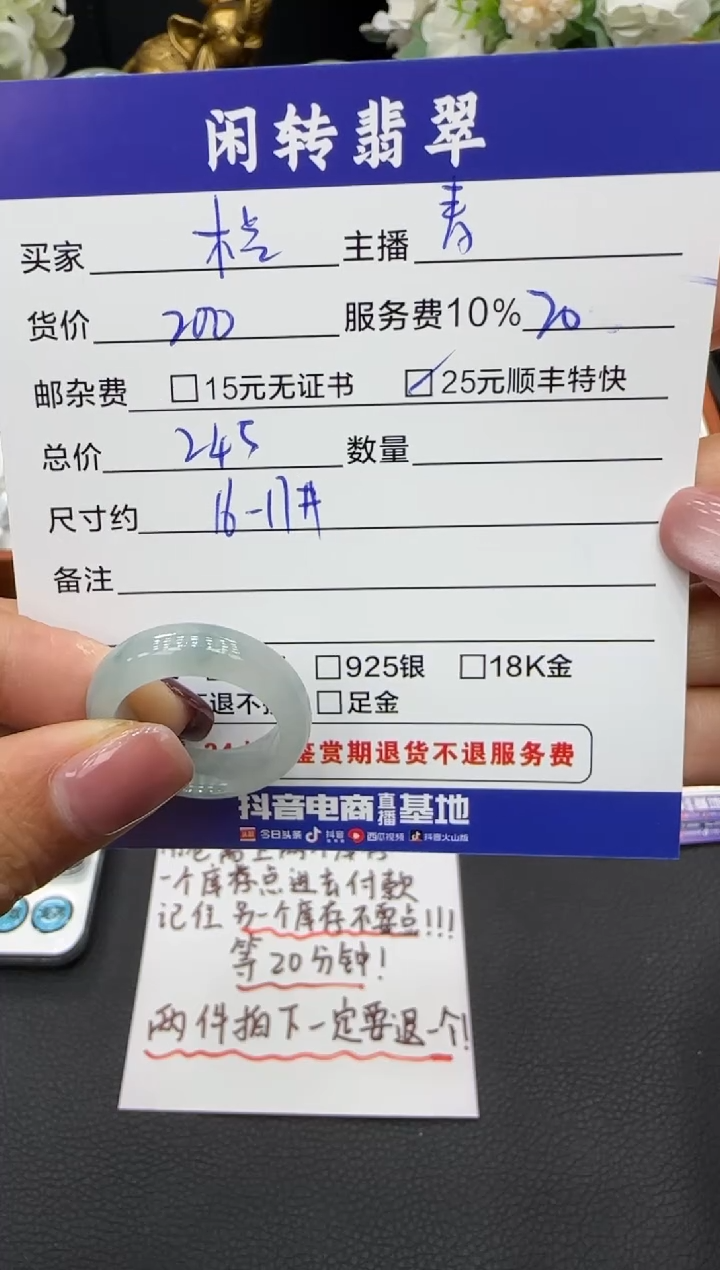 闲转翡翠
买家 主播 青
货价 200 服务费10% 20
邮杂费 □15元无证书 ☑25元顺丰特快
总价 245 数量
尺寸约 16-17#
备注
□925银 □18K金
退不 □足金
鉴赏期退货不退服务费
抖音电商直播基地
今日头条 抖音 西瓜视频 抖音火山版
一个库存点进去付款
记住 另一个库存不要点!!!
等20分钟!
两件拍下一定要退一个!